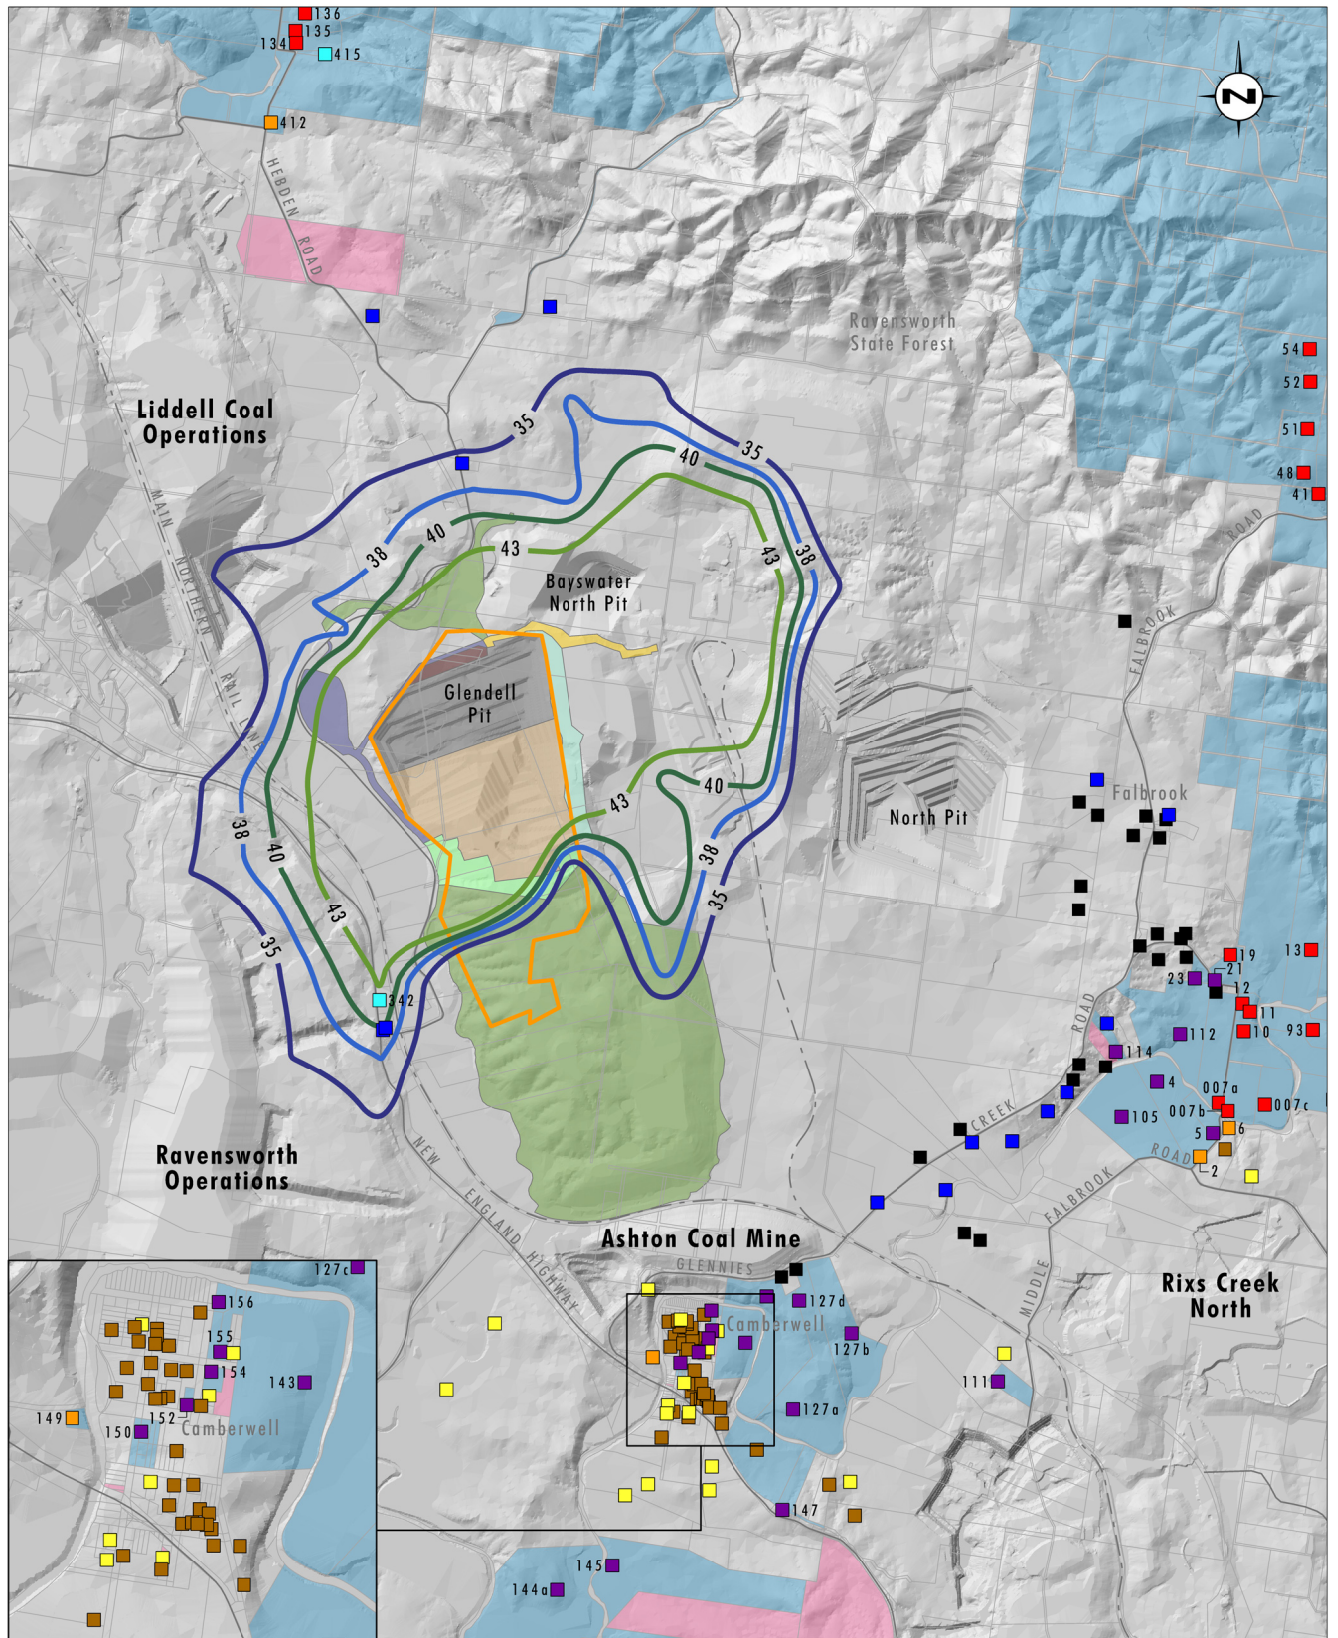 136
135
134
415
412
N
HEBDEN ROAD
Ravensworth
State Forest
54
52
51
48
41
Liddell Coal
Operations
35
35
40
38
40
43
43
38
MAIN NORTHERN
RAIL LINE
Bayswater
North Pit
FALBROOK ROAD
Glendell
Pit
Falbrook
North Pit
40
43
38
40
38
35
43
35
19
13
21
23
12
11
10
93
342
112
114
ROAD
4
007a
007b
007c
105
6
5
CREEK
ROAD
2
Ravensworth
Operations
NEW ENGLAND HIGHWAY
FALBROOK
Ashton Coal Mine
GLENNIES
MIDDLE
Rixs Creek
North
127c
156
155
154
143
149
152
150
Camberwell
127d
Camberwell
127b
111
127a
147
145
144a